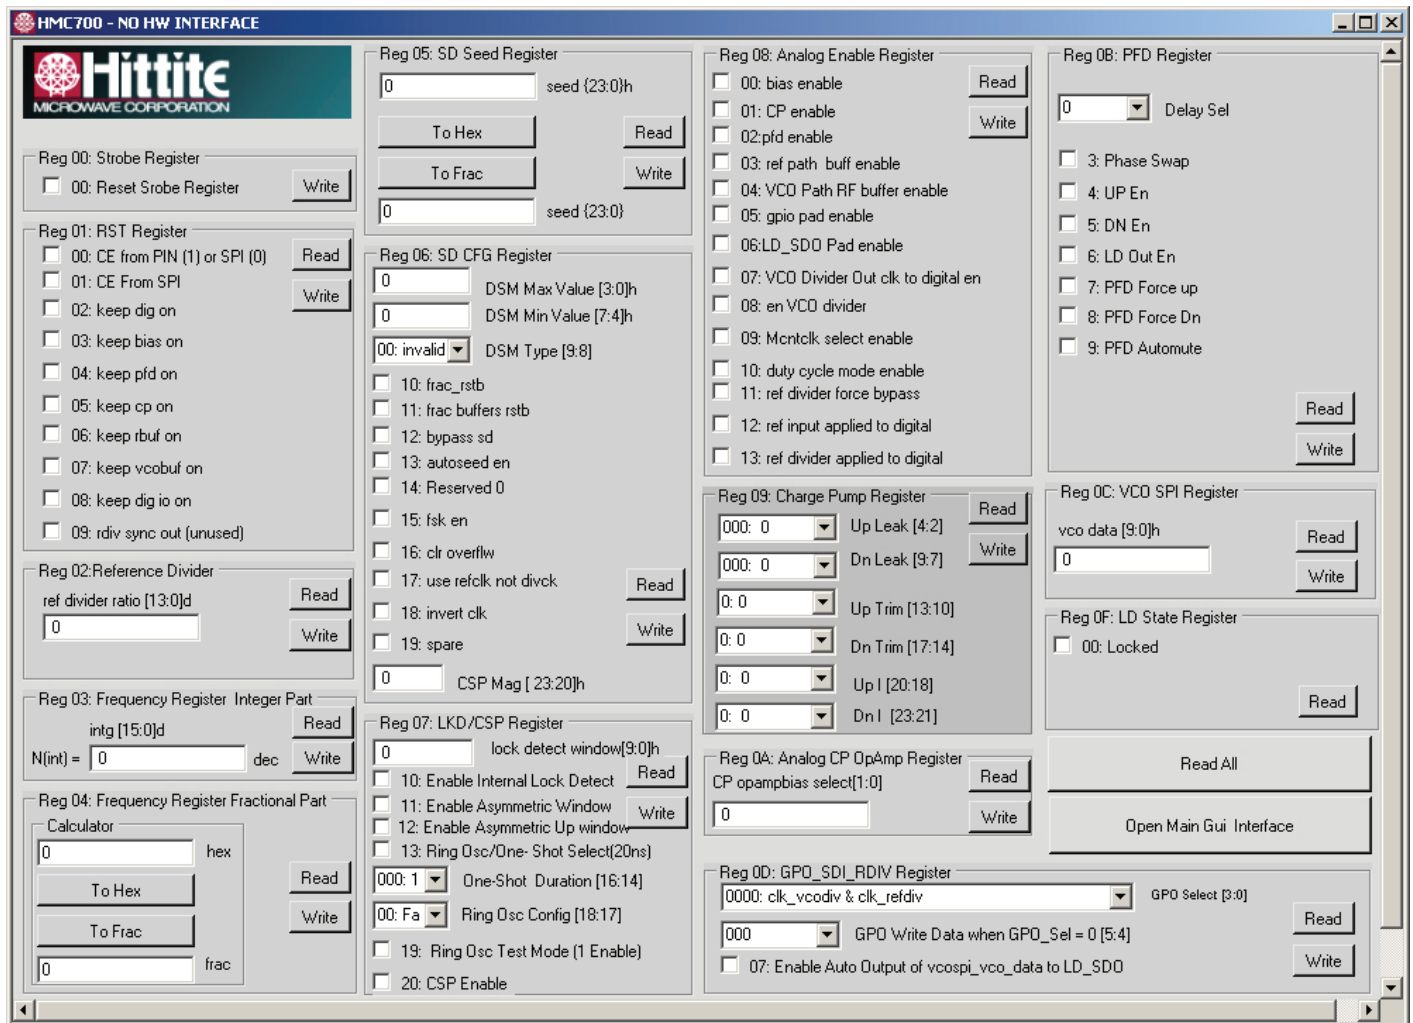 HMC700 - NO HW INTERFACE
Hittite
MICROWAVE CORPORATION
Reg 00: Strobe Register
00: Reset Srobe Register
Write
Reg 01: RST Register
00: CE from PIN (1) or SPI (0)
Read
01: CE From SPI
Write
02: keep dig on
03: keep bias on
04: keep pfd on
05: keep cp on
06: keep rbuf on
07: keep vcobuf on
08: keep dig io on
09: rdiv sync out (unused)
Reg 02:Reference Divider
ref divider ratio [13:0]d
Read
0
Write
Reg 03: Frequency Register Integer Part
intg [15:0]d
Read
N(int) = 0 dec
Write
Reg 04: Frequency Register Fractional Part
Calculator
0 hex
To Hex
Read
To Frac
Write
0 frac
Reg 05: SD Seed Register
0 seed {23:0}h
To Hex
Read
To Frac
Write
0 seed {23:0}
Reg 06: SD CFG Register
0 DSM Max Value [3:0]h
0 DSM Min Value [7:4]h
00: invalid DSM Type [9:8]
10: frac_rstb
11: frac buffers rstb
12: bypass sd
13: autoseed en
14: Reserved 0
15: fsk en
16: clr overflw
17: use refclk not divck
Read
18: invert clk
Write
19: spare
0 CSP Mag [ 23:20]h
Reg 07: LKD/CSP Register
0 lock detect window[9:0]h
10: Enable Internal Lock Detect
Read
11: Enable Asymmetric Window
Write
12: Enable Asymmetric Up window
13: Ring Osc/One- Shot Select(20ns)
000: 1 One-Shot Duration [16:14]
00: Fa Ring Osc Config [18:17]
19: Ring Osc Test Mode (1 Enable)
20: CSP Enable
Reg 08: Analog Enable Register
00: bias enable
Read
01: CP enable
Write
02:pfd enable
03: ref path buff enable
04: VCO Path RF buffer enable
05: gpio pad enable
06:LD_SDO Pad enable
07: VCO Divider Out clk to digital en
08: en VCO divider
09: Mcntclk select enable
10: duty cycle mode enable
11: ref divider force bypass
12: ref input applied to digital
13: ref divider applied to digital
Reg 09: Charge Pump Register
Read
000: 0 Up Leak [4:2]
Write
000: 0 Dn Leak [9:7]
0: 0 Up Trim [13:10]
0: 0 Dn Trim [17:14]
0: 0 Up I [20:18]
0: 0 Dn I [23:21]
Reg 0A: Analog CP OpAmp Register
CP opampbias select[1:0]
Read
0
Write
Reg 0B: PFD Register
0 Delay Sel
3: Phase Swap
4: UP En
5: DN En
6: LD Out En
7: PFD Force up
8: PFD Force Dn
9: PFD Automute
Read
Write
Reg 0C: VCO SPI Register
vco data [9:0]h
Read
0
Write
Reg 0F: LD State Register
00: Locked
Read
Read All
Open Main Gui Interface
Reg 0D: GPO_SDI_RDIV Register
0000: clk_vcodiv & clk_refdiv GPO Select [3:0]
Read
000 GPO Write Data when GPO_Sel = 0 [5:4]
Write
07: Enable Auto Output of vcospi_vco_data to LD_SDO